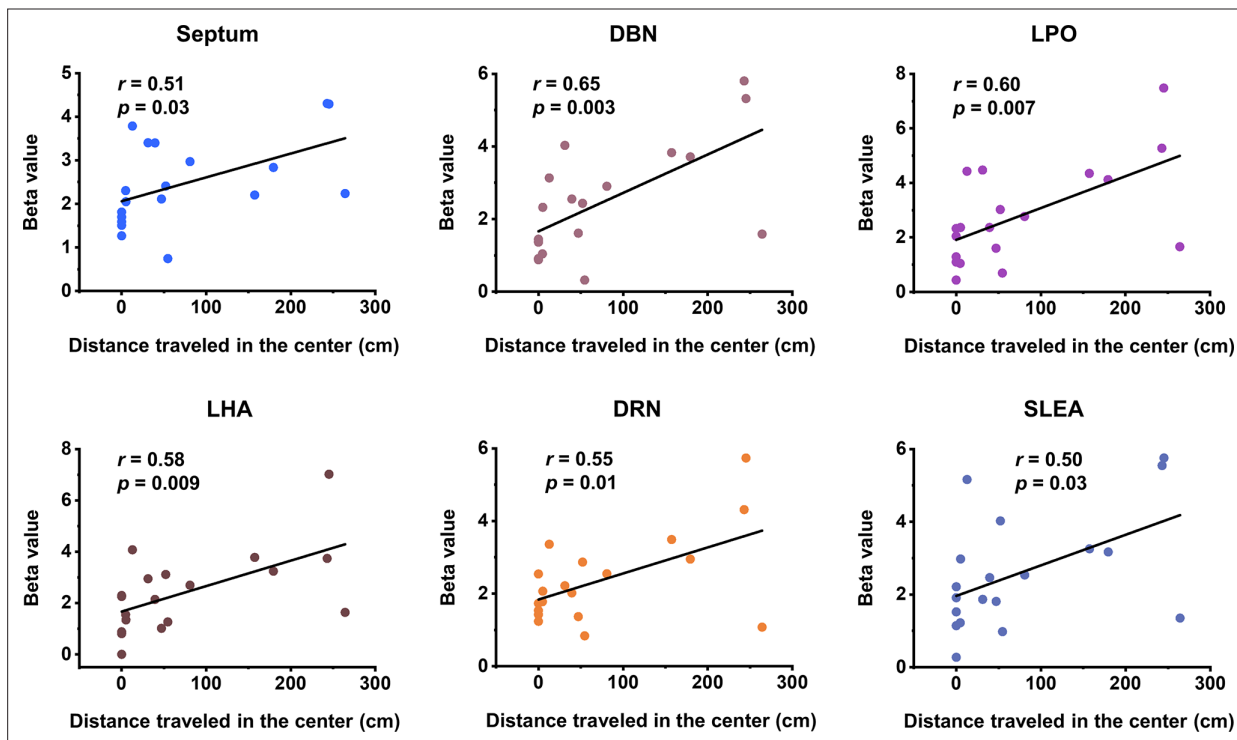 Septum
r = 0.51
p = 0.03
Beta value
5
4
3
2
1
0
0 100 200 300
Distance traveled in the center (cm)
DBN
r = 0.65
p = 0.003
Beta value
6
4
2
0
0 100 200 300
Distance traveled in the center (cm)
LPO
r = 0.60
p = 0.007
Beta value
8
6
4
2
0
0 100 200 300
Distance traveled in the center (cm)
LHA
r = 0.58
p = 0.009
Beta value
8
6
4
2
0
0 100 200 300
Distance traveled in the center (cm)
DRN
r = 0.55
p = 0.01
Beta value
6
4
2
0
0 100 200 300
Distance traveled in the center (cm)
SLEA
r = 0.50
p = 0.03
Beta value
6
4
2
0
0 100 200 300
Distance traveled in the center (cm)